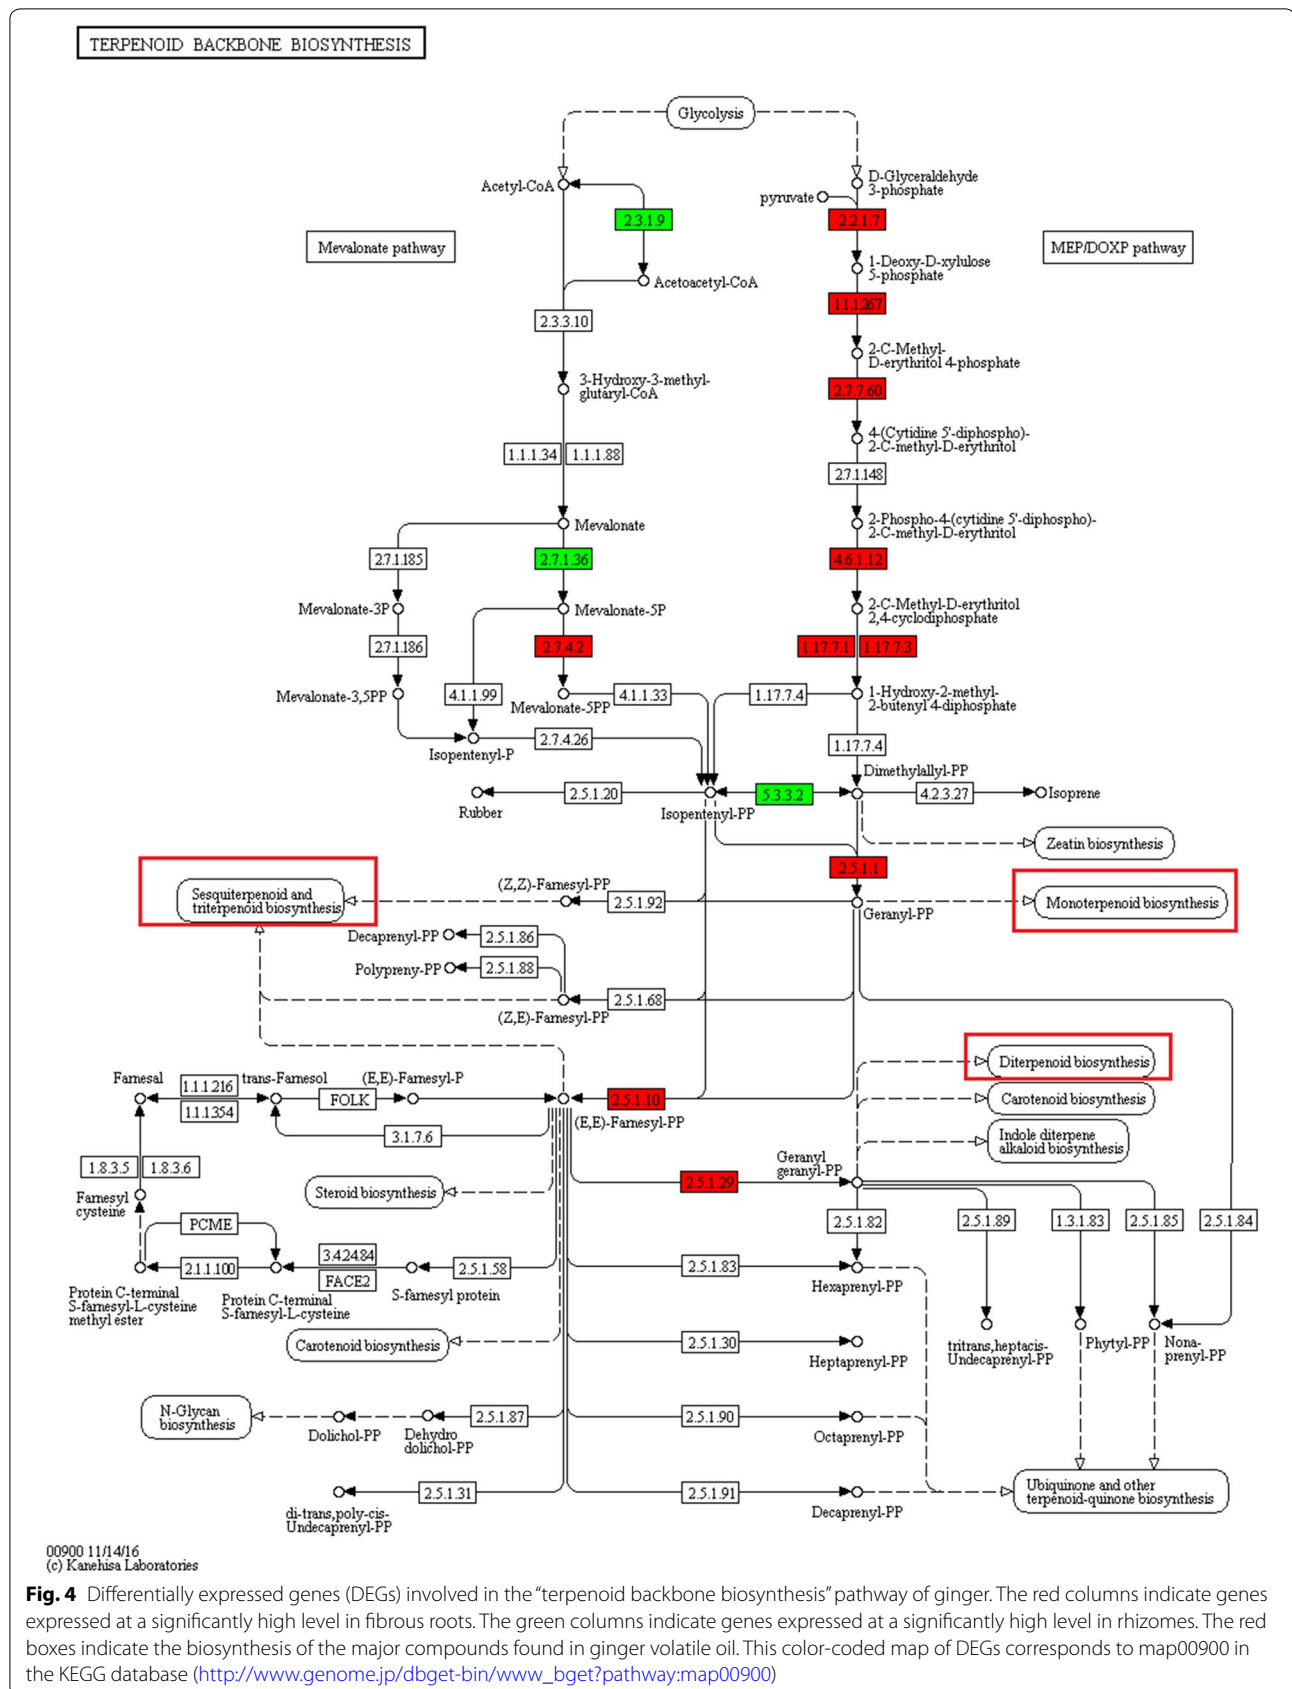 TERPENOID BACKBONE BIOSYNTHESIS
Glycolysis
Acetyl-CoA
D-Glyceraldehyde
3-phosphate
pyruvate
2.3.1.9
2.2.1.7
Mevalonate pathway
MEP/DOXP pathway
1-Deoxy-D-xylulose
5-phosphate
Acetoacetyl-CoA
1.1.1.267
2.3.3.10
2-C-Methyl-
D-erythritol 4-phosphate
3-Hydroxy-3-methyl-
glutaryl-CoA
2.7.7.60
4-(Cytidine 5'-diphospho)-
2-C-methyl-D-erythritol
1.1.1.34
1.1.1.88
2.7.1.148
Mevalonate
2-Phospho-4-(cytidine 5'-diphospho)-
2-C-methyl-D-erythritol
2.7.1.185
2.7.1.36
4.6.1.12
Mevalonate-3P
Mevalonate-5P
2-C-Methyl-D-erythritol
2,4-cyclodiphosphate
2.7.1.186
2.7.4.2
1.17.7.1
1.17.7.3
Mevalonate-3,5PP
4.1.1.99
Mevalonate-5PP
4.1.1.33
1.17.7.4
1-Hydroxy-2-methyl-
2-butenyl 4-diphosphate
Isopentenyl-P
2.7.4.26
1.17.7.4
Dimethylallyl-PP
Rubber
2.5.1.20
Isopentenyl-PP
5.3.3.2
4.2.3.27
Isoprene
Zeatin biosynthesis
2.5.1.1
Sesquiterpenoid and
triterpenoid biosynthesis
(Z,Z)-Farnesyl-PP
2.5.1.92
Geranyl-PP
Monoterpenoid biosynthesis
Decaprenyl-PP
2.5.1.86
Polypreny-PP
2.5.1.88
2.5.1.68
(Z,E)-Farnesyl-PP
Diterpenoid biosynthesis
Farnesal
1.1.1.216
1.1.1354
trans-Farnesol
FOLK
(E,E)-Farnesyl-P
2.5.1.10
(E,E)-Farnesyl-PP
Carotenoid biosynthesis
3.1.7.6
Indole diterpene
alkaloid biosynthesis
1.8.3.5
1.8.3.6
Geranyl
geranyl-PP
2.5.1.29
Steroid biosynthesis
Farnesyl
cysteine
PCME
2.5.1.82
2.5.1.89
1.3.1.83
2.5.1.85
2.5.1.84
2.1.1.100
3.4.24.84
FACE2
2.5.1.58
2.5.1.83
Hexaprenyl-PP
Protein C-terminal
S-farnesyl-L-cysteine
methyl ester
Protein C-terminal
S-farnesyl-L-cysteine
S-farnesyl protein
Carotenoid biosynthesis
2.5.1.30
Heptaprenyl-PP
tritrans,heptacis-
Undecaprenyl-PP
Phytyl-PP
Nona-
prenyl-PP
N-Glycan
biosynthesis
Dolichol-PP
Dehydro
dolichol-PP
2.5.1.87
2.5.1.90
Octaprenyl-PP
2.5.1.31
di-trans,poly-cis-
Undecaprenyl-PP
2.5.1.91
Decaprenyl-PP
Ubiquinone and other
terpenoid-quinone biosynthesis
00900 11/14/16
(c) Kanehisa Laboratories
Fig. 4 Differentially expressed genes (DEGs) involved in the “terpenoid backbone biosynthesis” pathway of ginger. The red columns indicate genes
expressed at a significantly high level in fibrous roots. The green columns indicate genes expressed at a significantly high level in rhizomes. The red
boxes indicate the biosynthesis of the major compounds found in ginger volatile oil. This color-coded map of DEGs corresponds to map00900 in
the KEGG database (http://www.genome.jp/dbget-bin/www_bget?pathway:map00900)